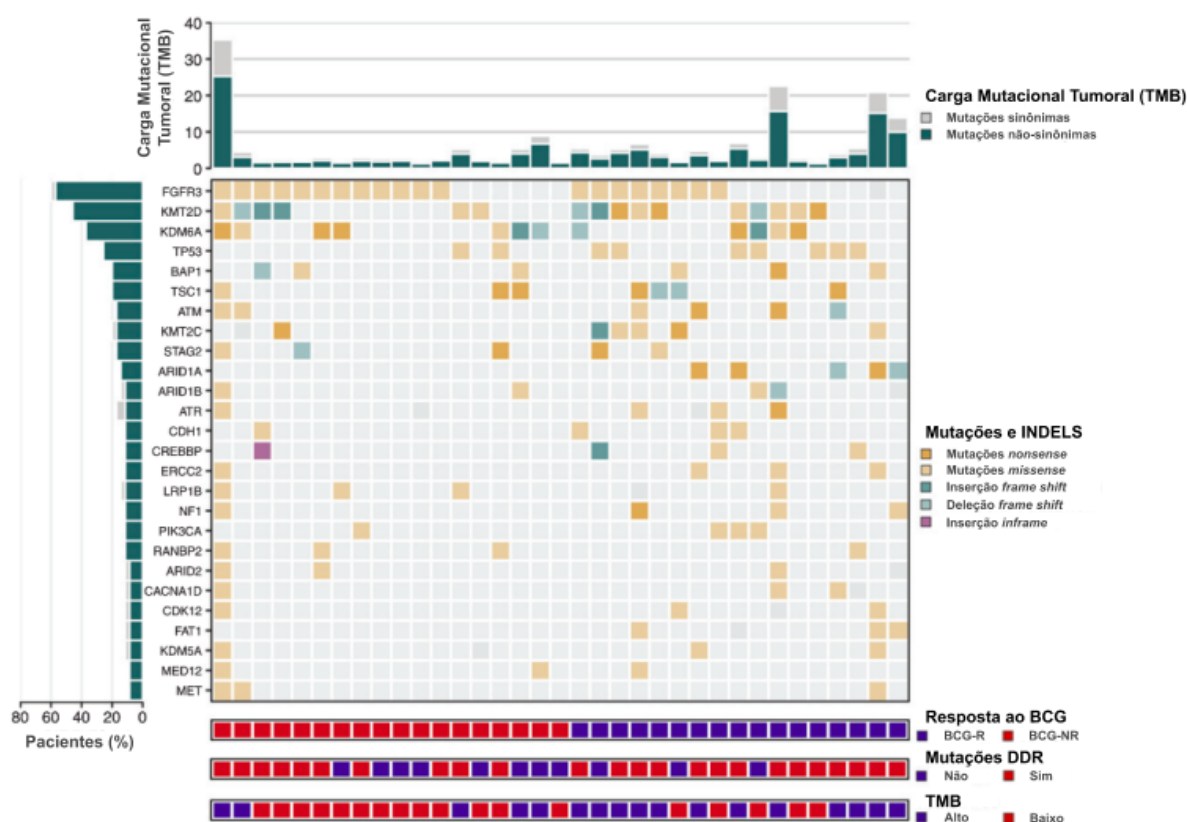 Carga Mutacional
Tumoral (TMB)
40
30
20
10
0
Carga Mutacional Tumoral (TMB)
Mutações sinônimas
Mutações não-sinônimas
FGFR3
KMT2D
KDM6A
TP53
BAP1
TSC1
ATM
KMT2C
STAG2
ARID1A
ARID1B
ATR
CDH1
CREBBP
ERCC2
LRP1B
NF1
PIK3CA
RANBP2
ARID2
CACNA1D
CDK12
FAT1
KDM5A
MED12
MET
Mutações e INDELS
Mutações nonsense
Mutações missense
Inserção frame shift
Deleção frame shift
Inserção inframe
80 60 40 20 0
Pacientes (%)
Resposta ao BCG
BCG-R BCG-NR
Mutações DDR
Não Sim
TMB
Alto Baixo